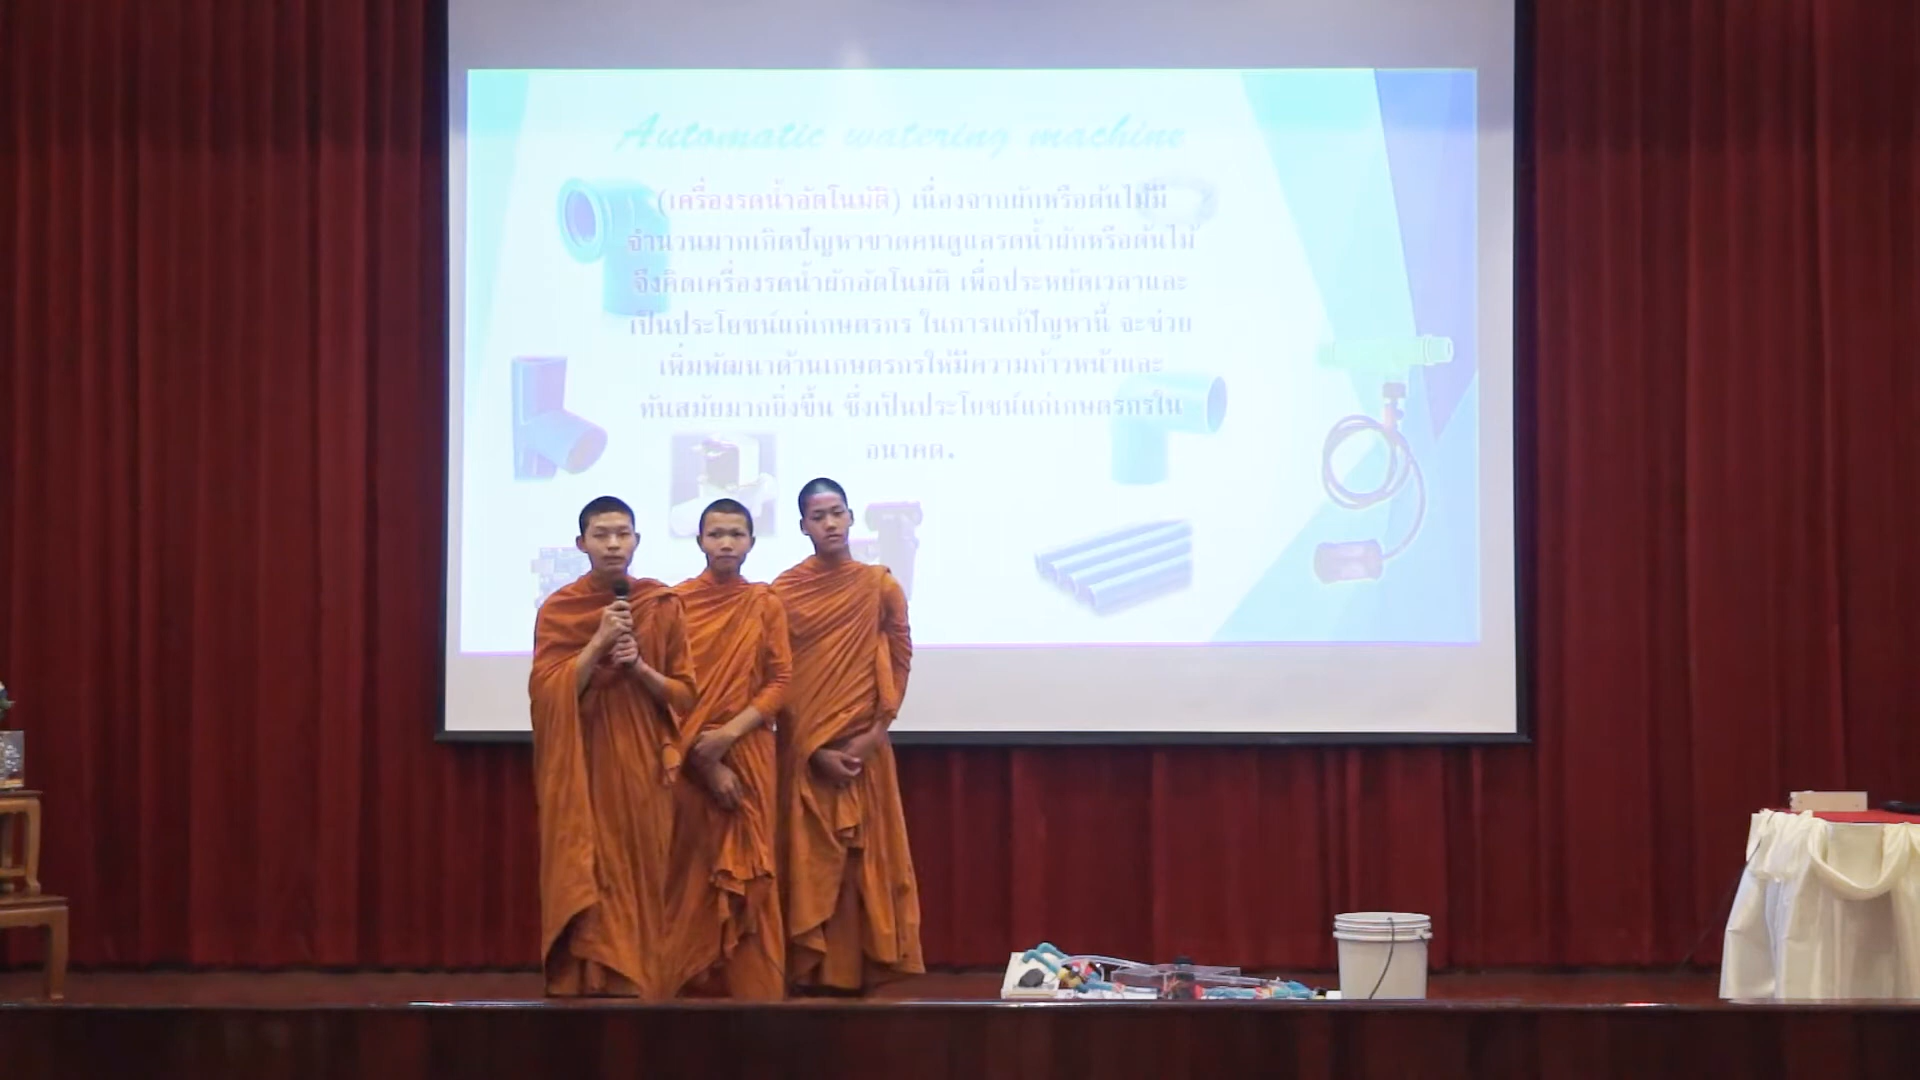 Automatic watering machine
(เครื่องรดน้ำอัตโนมัติ) เนื่องจากผักหรือต้นไม้มี
จำนวนมากเกิดปัญหาขาดคนดูแลรดน้ำผักหรือต้นไม้
จึงคิดเครื่องรดน้ำผักอัตโนมัติ เพื่อประหยัดเวลาและ
เป็นประโยชน์แก่เกษตรกร ในการแก้ปัญหานี้ จะช่วย
เพิ่มพัฒนาด้านเกษตรกรให้มีความก้าวหน้าและ
ทันสมัยมากยิ่งขึ้น ซึ่งเป็นประโยชน์แก่เกษตรกรใน
อนาคต.